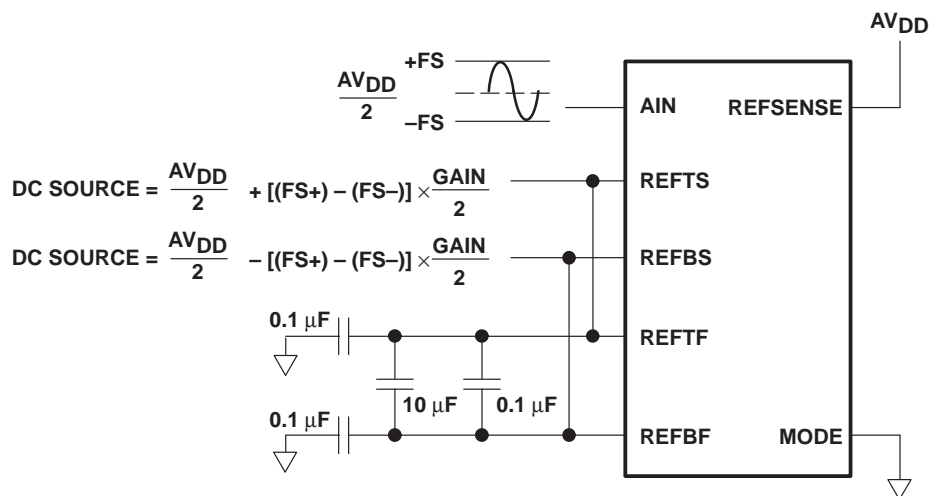 AVDD
+FS
AVDD
2
–FS
AIN
REFSENSE
DC SOURCE = AVDD/2 + [(FS+) – (FS–)] × GAIN/2
REFTS
DC SOURCE = AVDD/2 – [(FS+) – (FS–)] × GAIN/2
REFBS
0.1 μF
REFTF
10 μF
0.1 μF
0.1 μF
REFBF
MODE